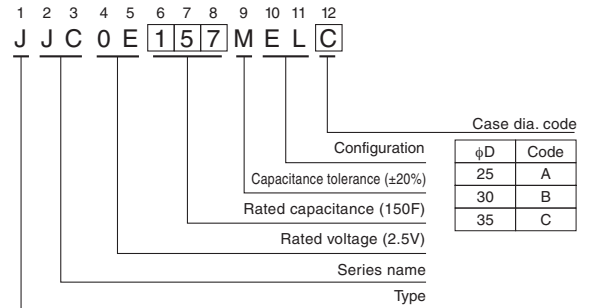 1 2 3 4 5 6 7 8 9 10 11 12
J J C 0 E 1 5 7 M E L C
Case dia. code
φD Code
25 A
30 B
35 C
Configuration
Capacitance tolerance (±20%)
Rated capacitance (150F)
Rated voltage (2.5V)
Series name
Type